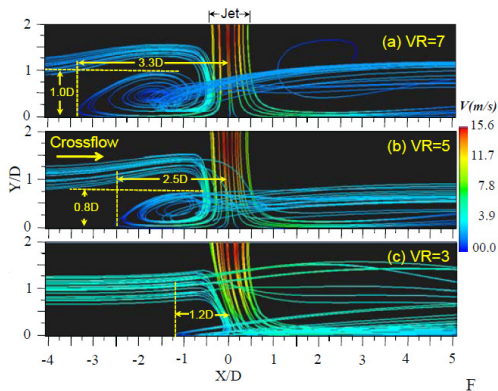 Jet
2
(a) VR=7
3.3D
1
1.0D
0
V(m/s)
2
Crossflow
(b) VR=5
15.6
2.5D
11.7
Y/D
1
0.8D
7.8
0
3.9
2
(c) VR=3
00.0
1
1.2D
0
-4 -3 -2 -1 0 1 2 3 4 5
X/D
F